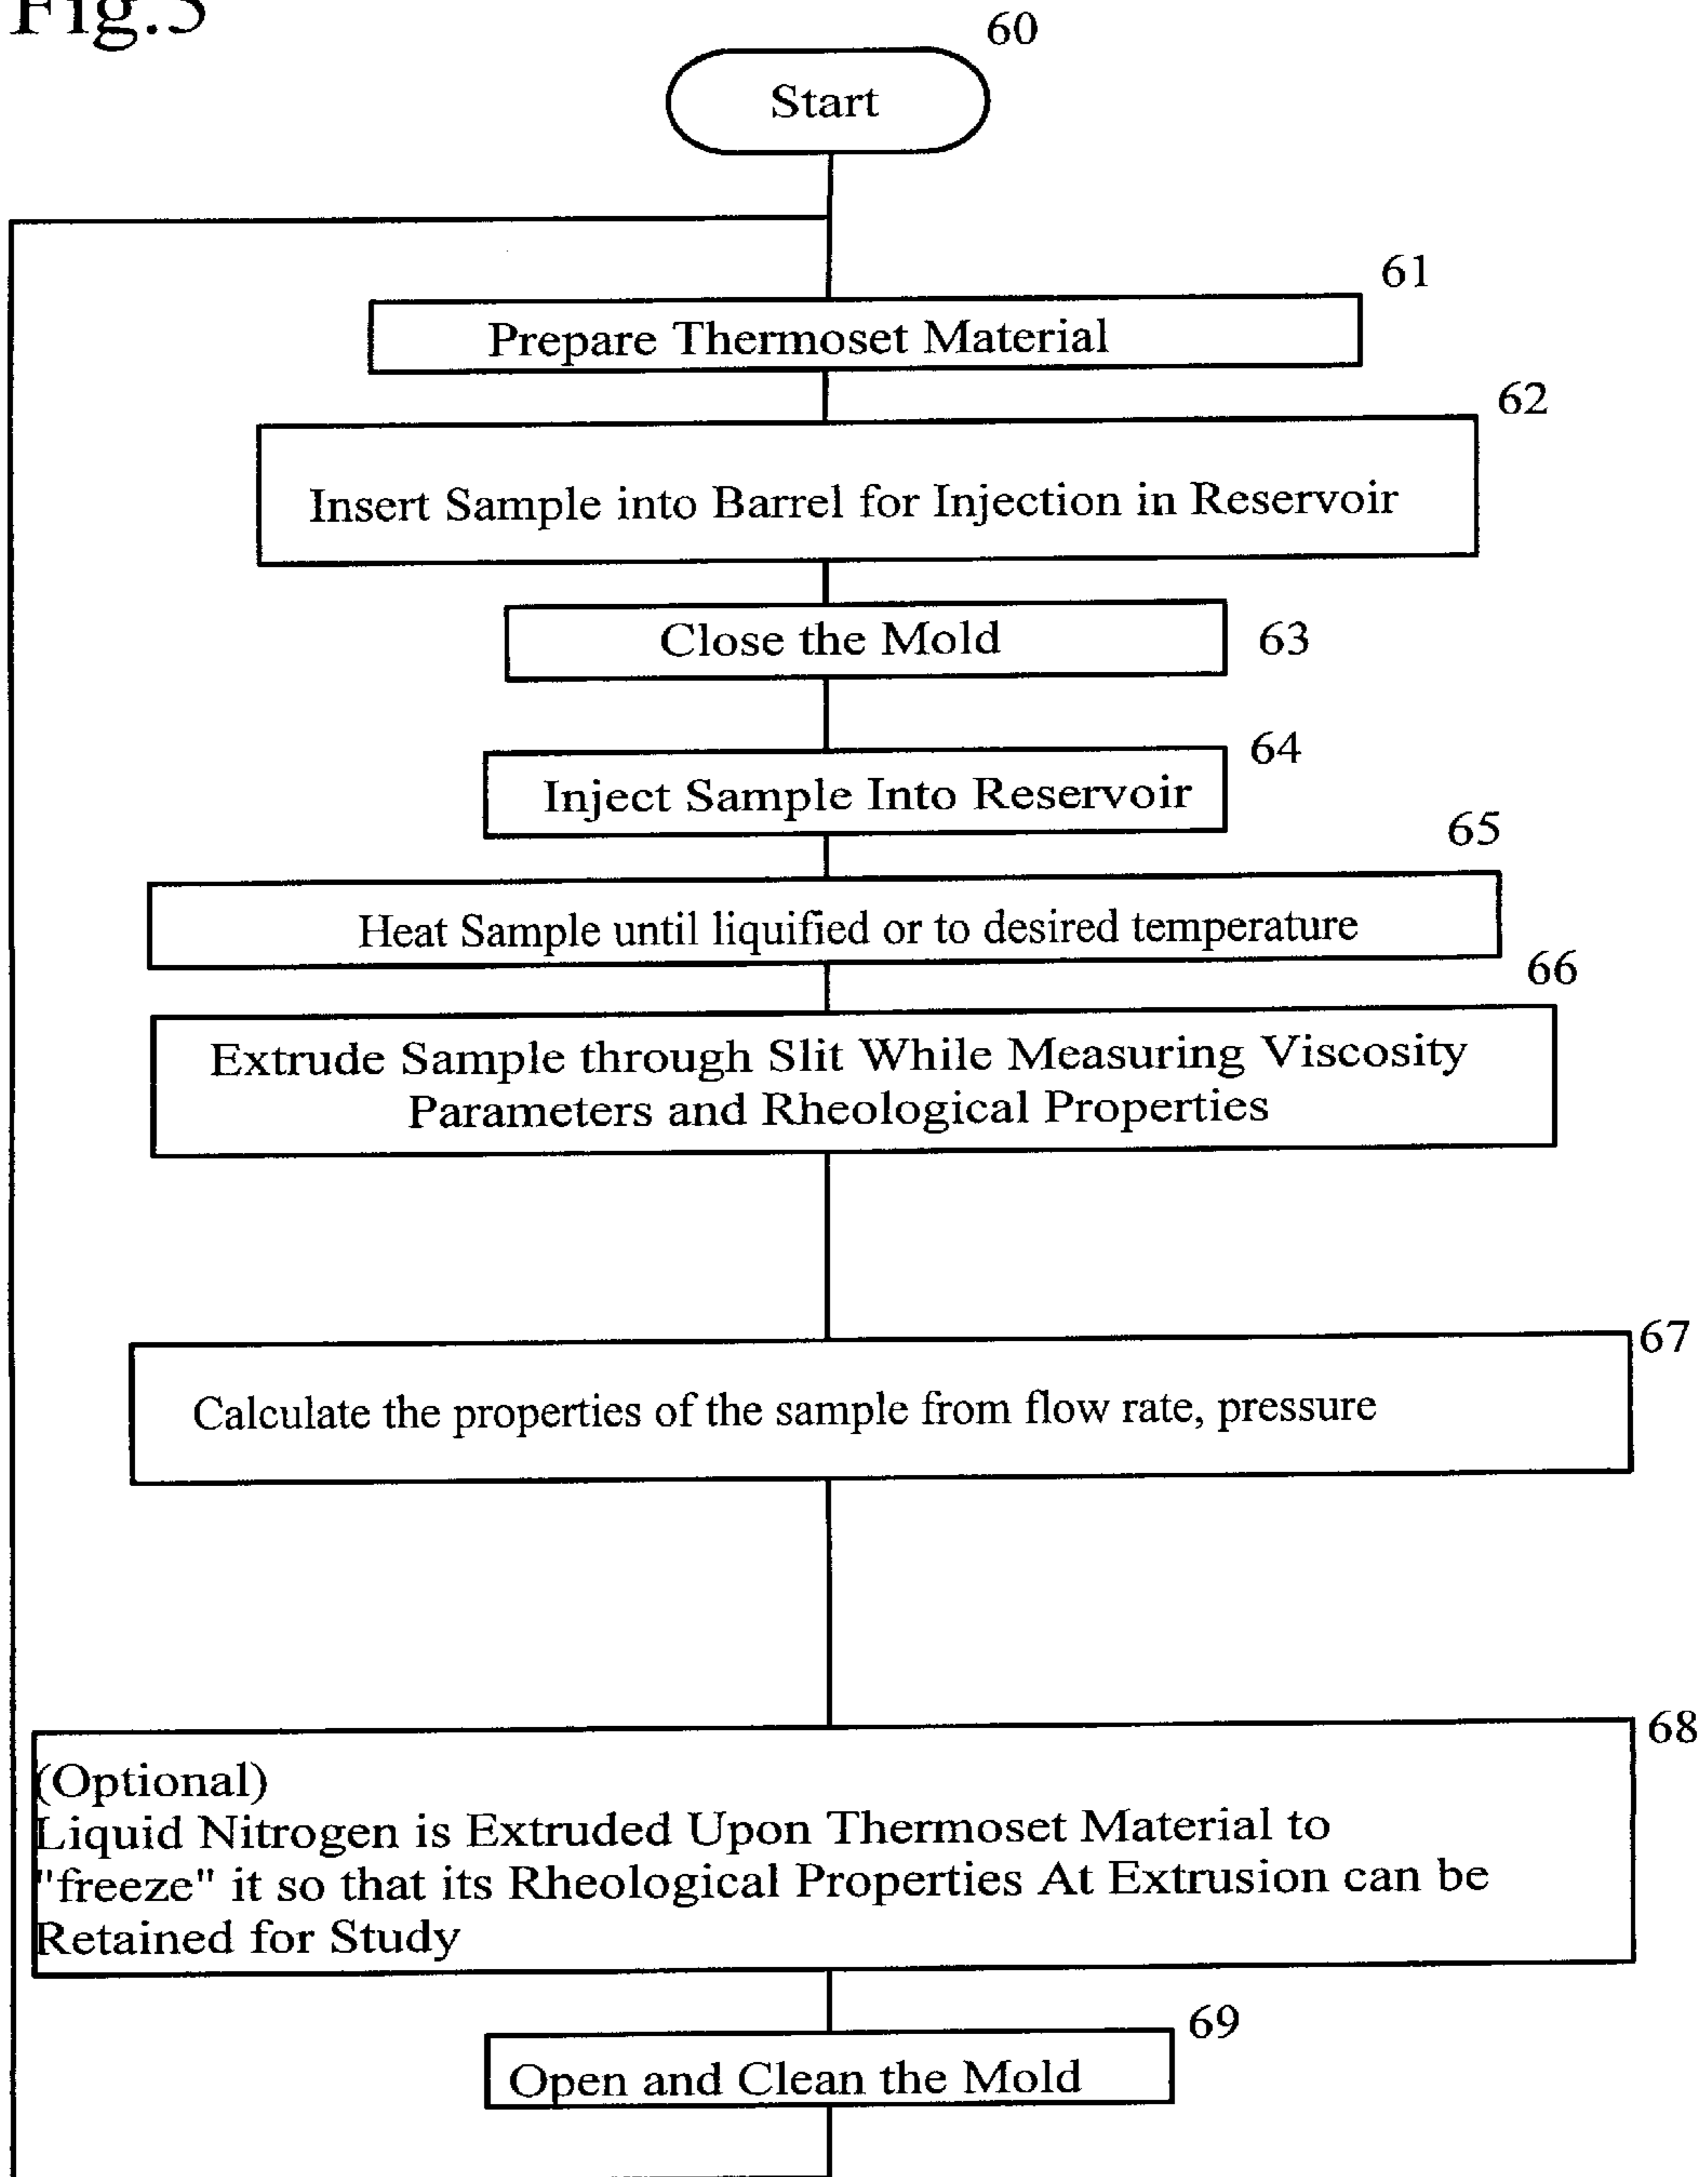 Fig.5
60
Start
61
Prepare Thermoset Material
62
Insert Sample into Barrel for Injection in Reservoir
Close the Mold 63
64
Inject Sample Into Reservoir
65
Heat Sample until liquified or to desired temperature
66
Extrude Sample through Slit While Measuring Viscosity
Parameters and Rheological Properties
67
Calculate the properties of the sample from flow rate, pressure
68
(Optional)
Liquid Nitrogen is Extruded Upon Thermoset Material to
"freeze" it so that its Rheological Properties At Extrusion can be
Retained for Study
69
Open and Clean the Mold